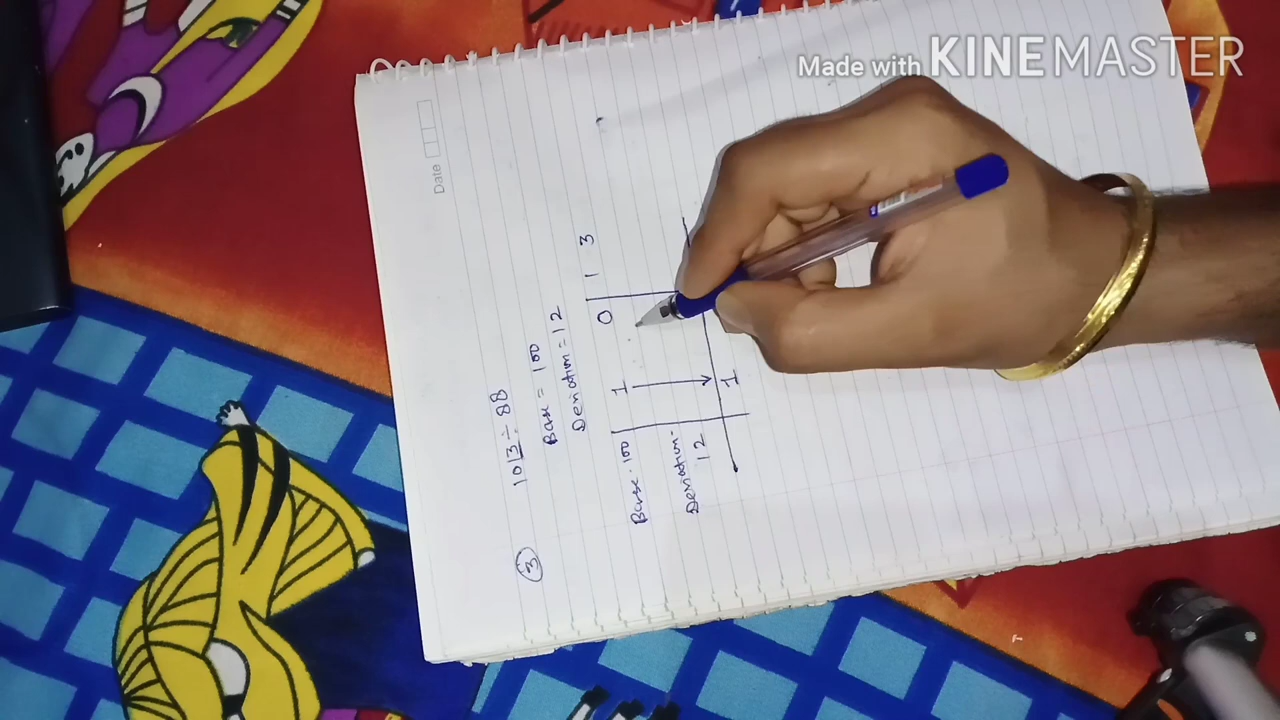 Made with KINEMASTER
Date
③ 1013 ÷ 88
Base = 100
Deviation = 12
Base - 100 1 0 1 3
Deviation -
12
1